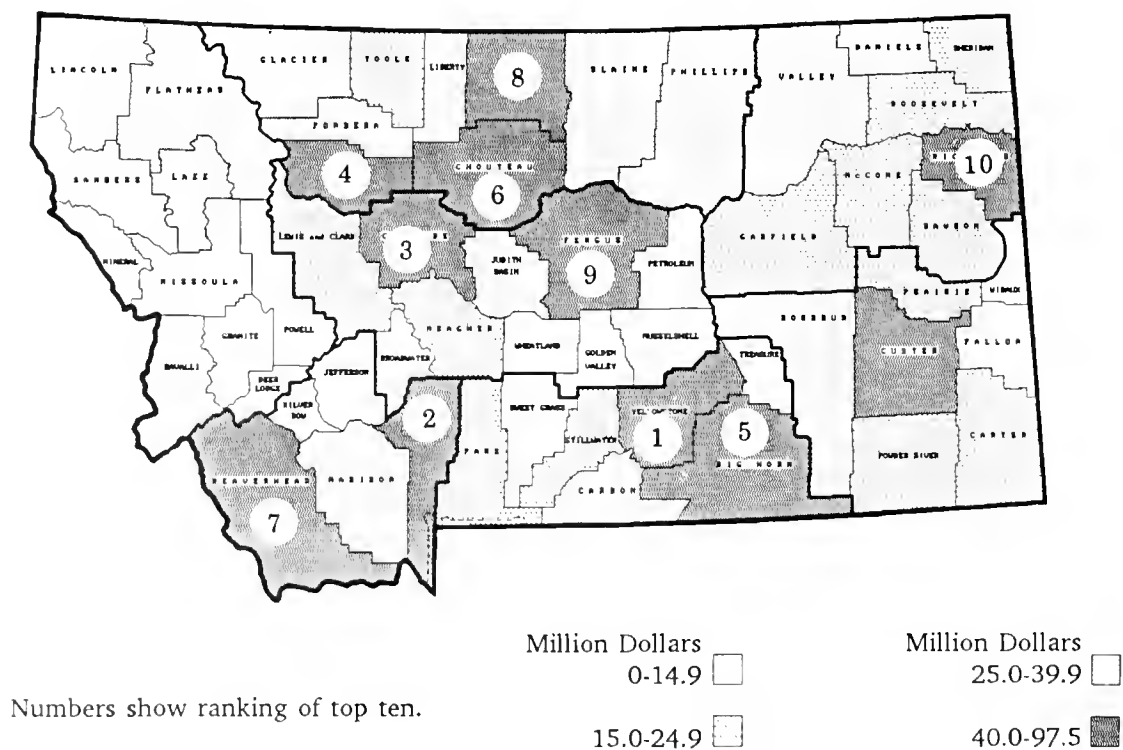 LINCOLN
FLATHEAD
GLACIER
TOOLE
LIBERTY
8
BLAINE
PHILLIPS
VALLEY
DANIELS
SHERIDAN
ROOSEVELT
PONDERA
4
CHOUTEAU
6
10
SANDERS
LAKE
McCONE
LEWIS and CLARK
3
JUDITH
BASIN
FERGUS
9
PETROLEUM
GARFIELD
DAWSON
MINERAL
MISSOULA
POWELL
MEAGHER
WHEATLAND
GOLDEN
VALLEY
MUSSELSHELL
ROSEBUD
PRAIRIE
WIBAUX
GRANITE
RAVALLI
DEER
LODGE
SILVER
BOW
JEFFERSON
BROADWATER
TREASURE
CUSTER
FALLON
2
PARK
SWEET GRASS
STILLWATER
YELLOWSTONE
1
5
BIG HORN
CARBON
POWDER RIVER
CARTER
BEAVERHEAD
7
MADISON
Million Dollars
0-14.9
15.0-24.9
Million Dollars
25.0-39.9
40.0-97.5
Numbers show ranking of top ten.